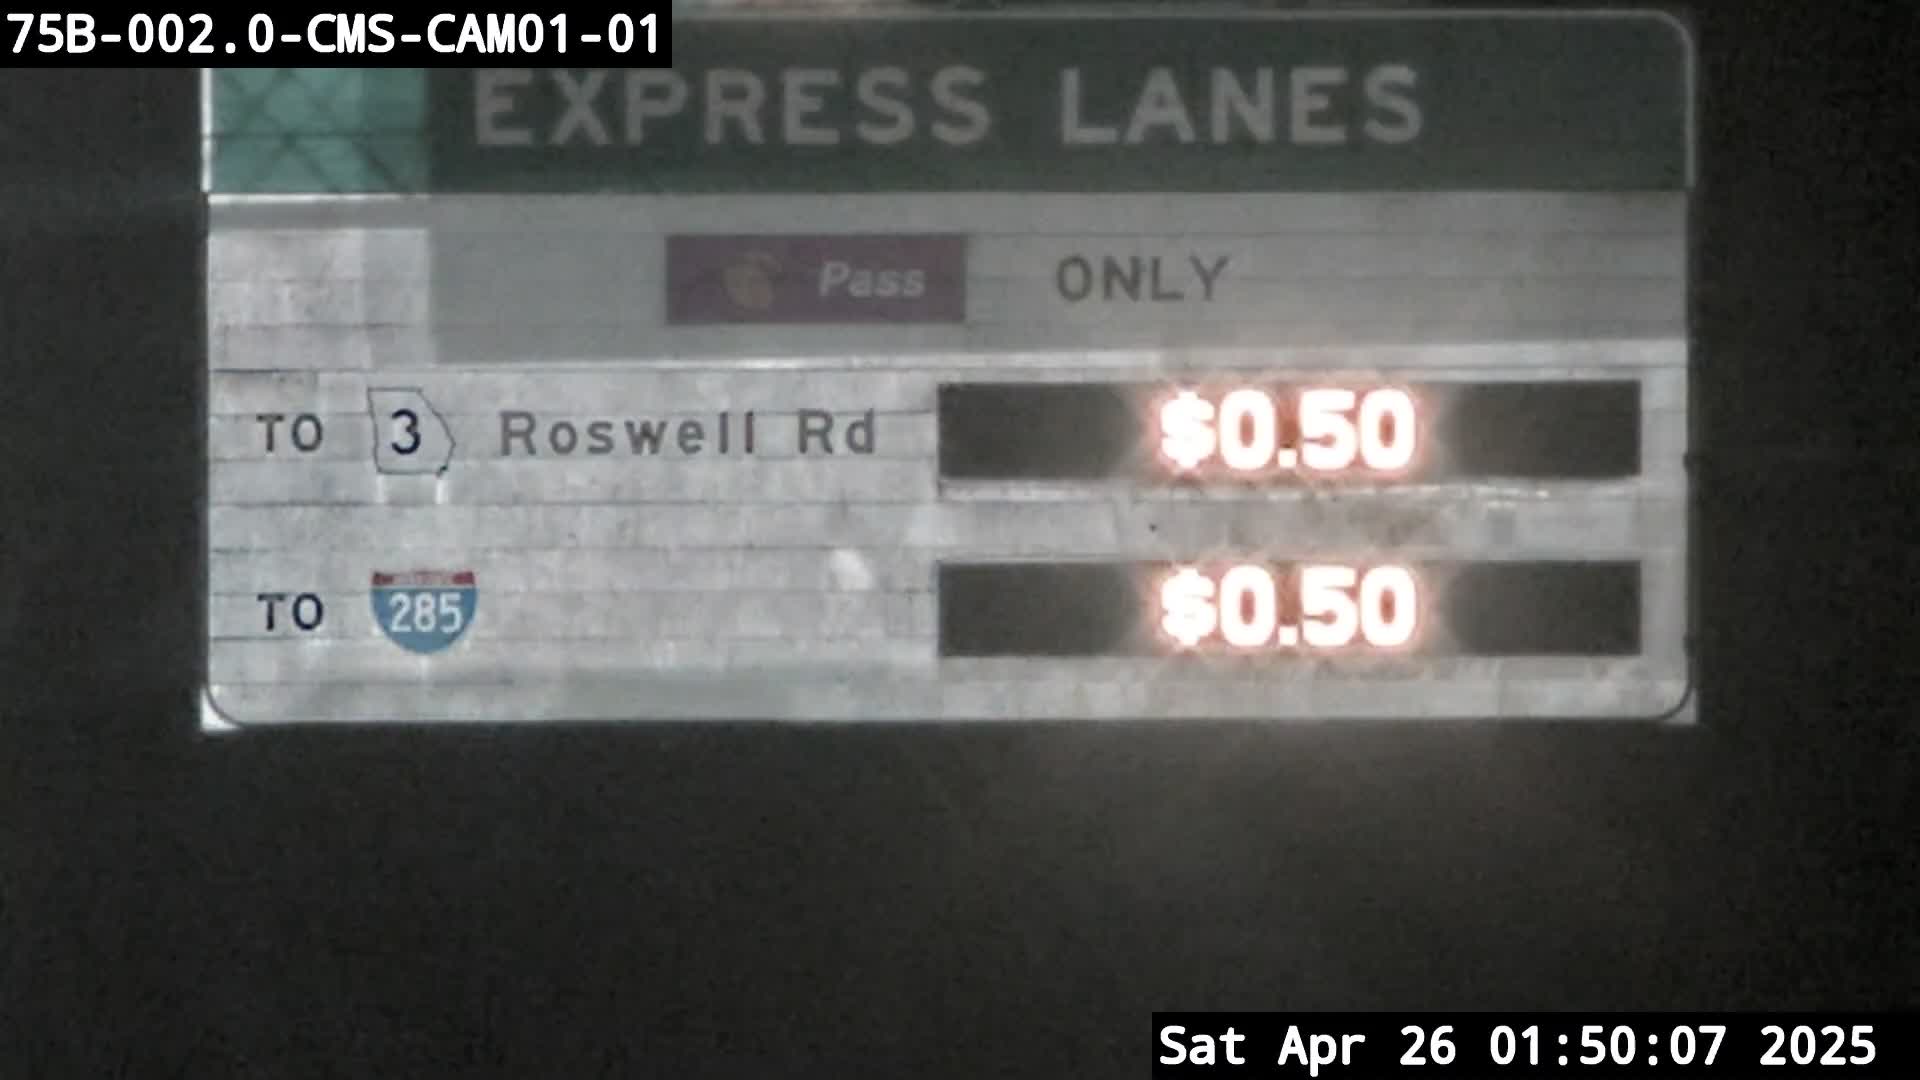 75B-002.0-CMS-CAM01-01
EXPRESS LANES
Pass ONLY
TO 3 Roswell Rd $0.50
TO 285 $0.50
Sat Apr 26 01:50:07 2025